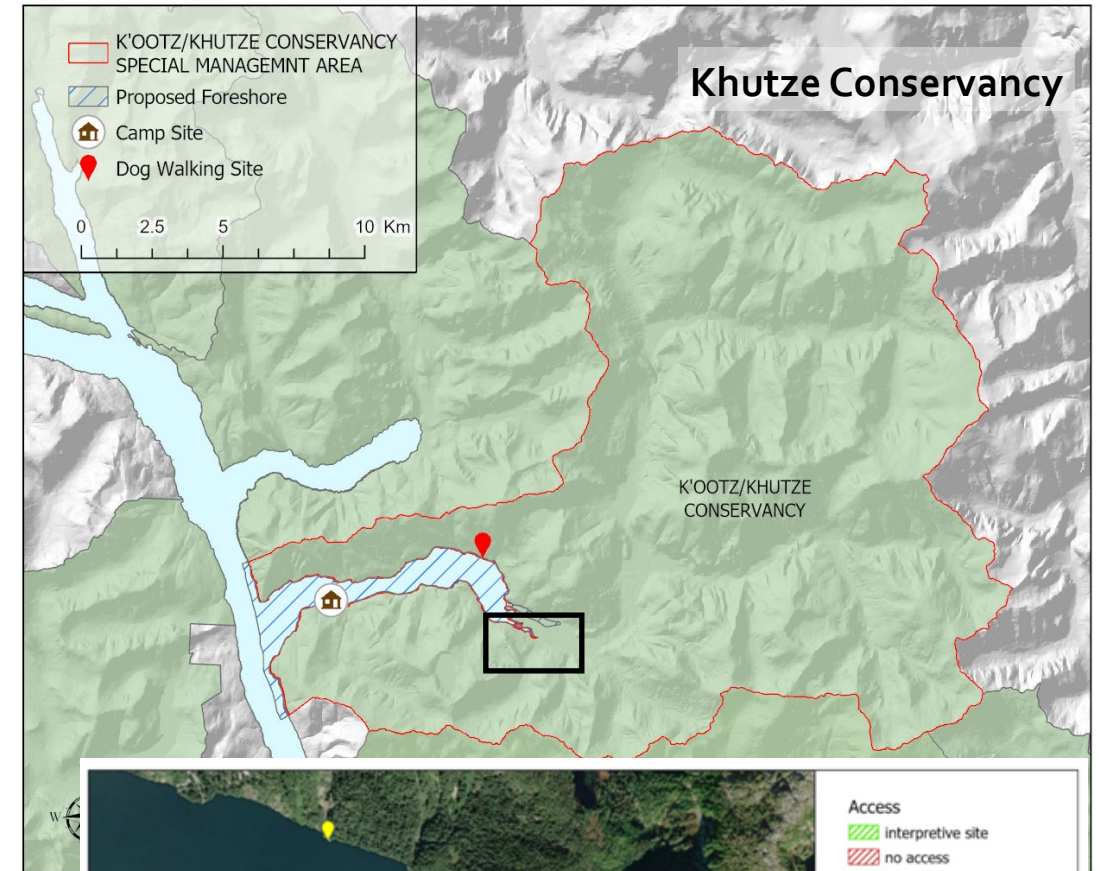 K'OOTZ/KHUTZE CONSERVANCY
SPECIAL MANAGEMNT AREA
Proposed Foreshore
Camp Site
Dog Walking Site
0 2.5 5 10 Km
Khutze Conservancy
K'OOTZ/KHUTZE
CONSERVANCY
W
Access
interpretive site
no access